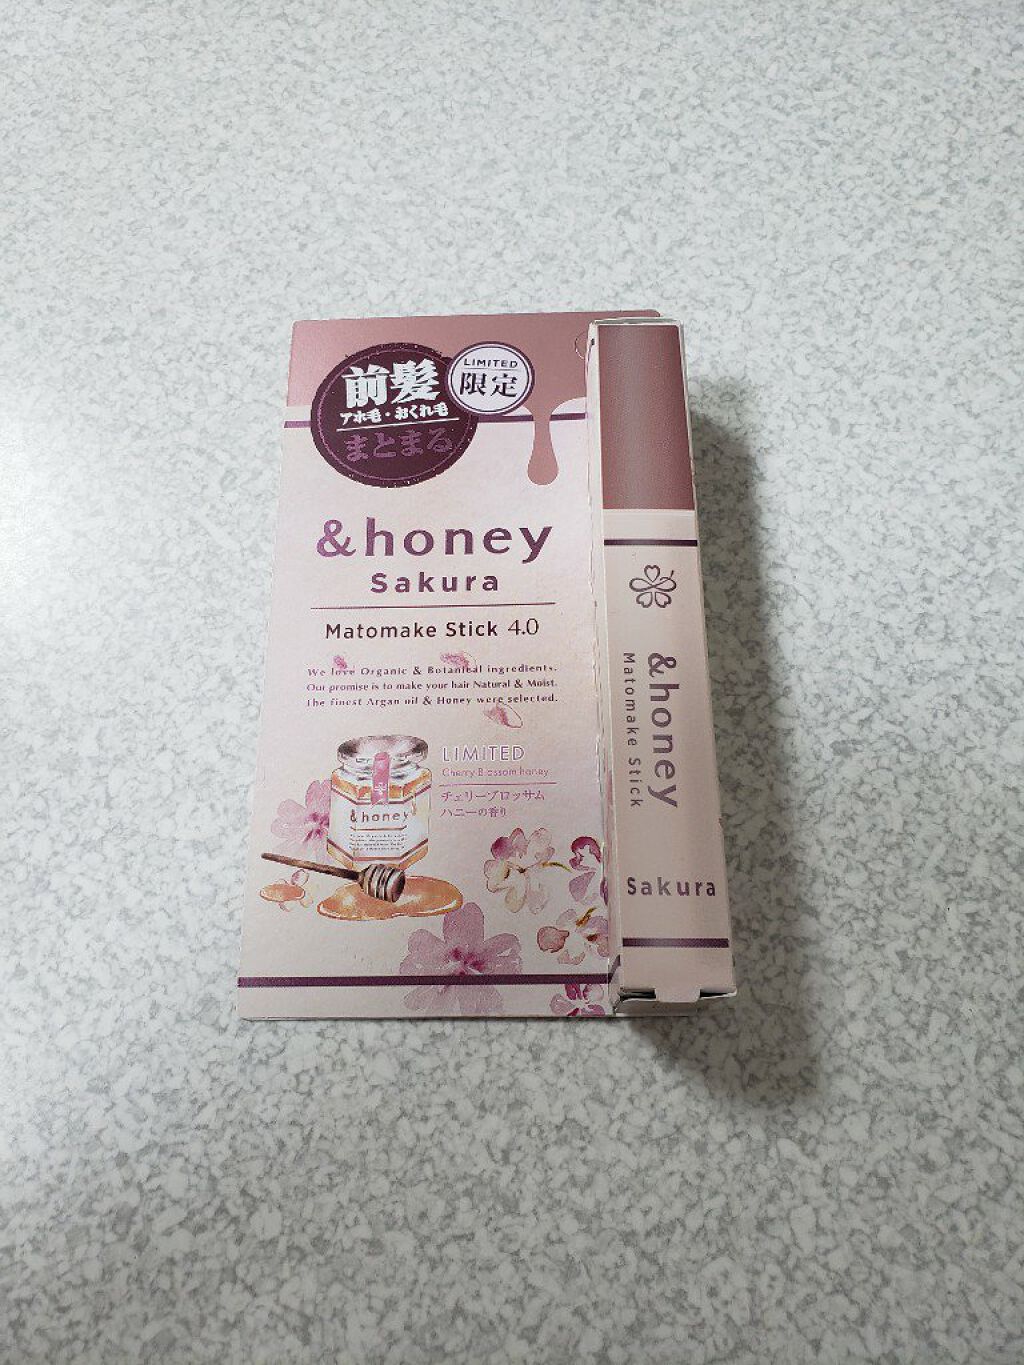 前髪
アホ毛・おくれ毛
まとまる
LIMITED
限定
&honey
Sakura
Matomake Stick 4.0
We love Organic & Botanical ingredients.
Our promise is to make your hair Natural & Moist.
The finest Argan oil & Honey were selected.
LIMITED
Cherry Blossom honey
チェリーブロッサム
ハニーの香り
&honey
&honey
Matomake Stick
Sakura